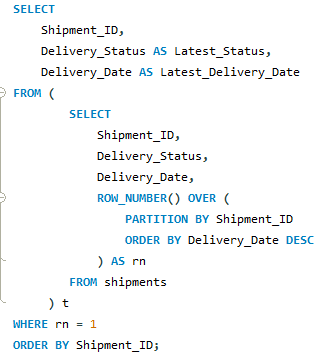 SELECT
Shipment_ID,
Delivery_Status AS Latest_Status,
Delivery_Date AS Latest_Delivery_Date
FROM (
SELECT
Shipment_ID,
Delivery_Status,
Delivery_Date,
ROW_NUMBER() OVER (
PARTITION BY Shipment_ID
ORDER BY Delivery_Date DESC
) AS rn
FROM shipments
) t
WHERE rn = 1
ORDER BY Shipment_ID;